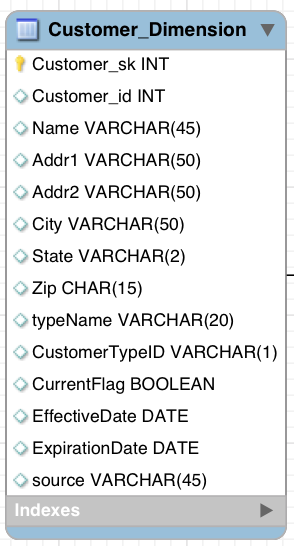 Customer_Dimension
Customer_sk INT
Customer_id INT
Name VARCHAR(45)
Addr1 VARCHAR(50)
Addr2 VARCHAR(50)
City VARCHAR(50)
State VARCHAR(2)
Zip CHAR(15)
typeName VARCHAR(20)
CustomerTypeID VARCHAR(1)
CurrentFlag BOOLEAN
EffectiveDate DATE
ExpirationDate DATE
source VARCHAR(45)
Indexes